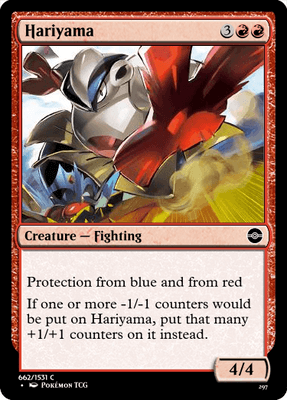 Hariyama 3
Creature — Fighting
Protection from blue and from red
If one or more -1/-1 counters would
be put on Hariyama, put that many
+1/+1 counters on it instead.
4/4
662/1531 C
• Pokémon TCG
297